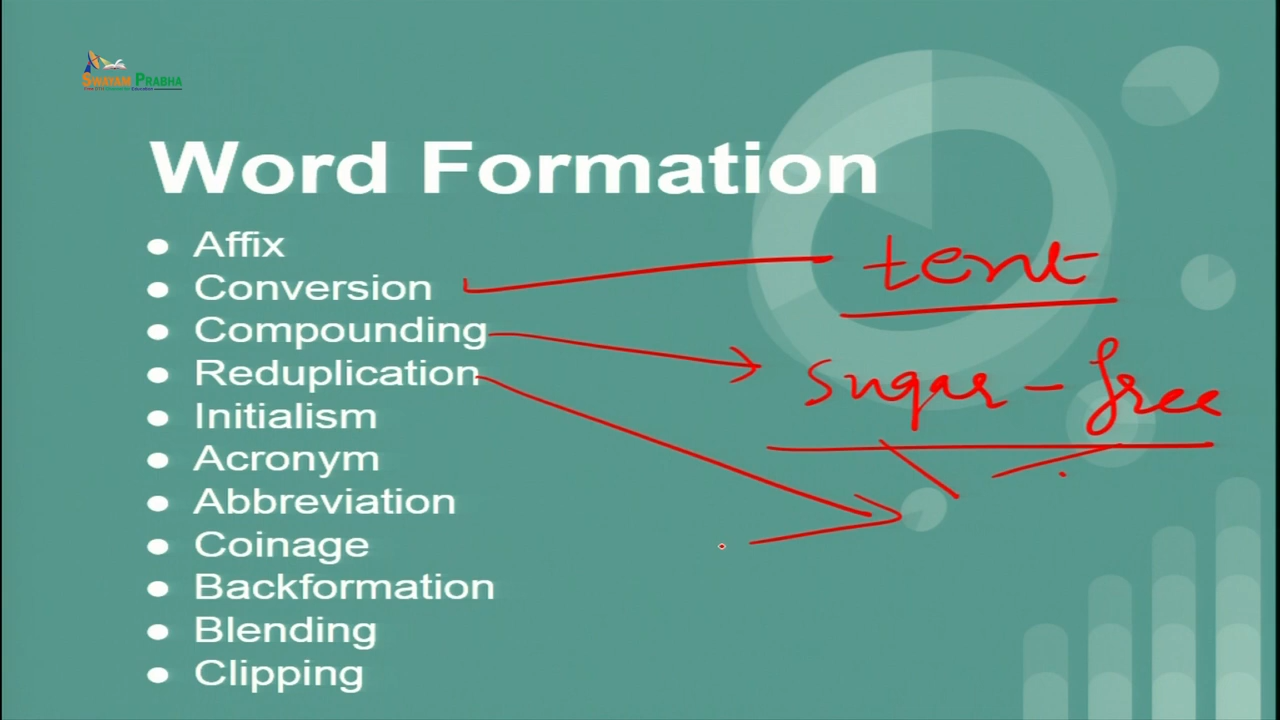 SWAYAM PRABHA
Word Formation
Affix
Conversion
tent
Compounding
sugar-free
Reduplication
Initialism
Acronym
Abbreviation
Coinage
Backformation
Blending
Clipping